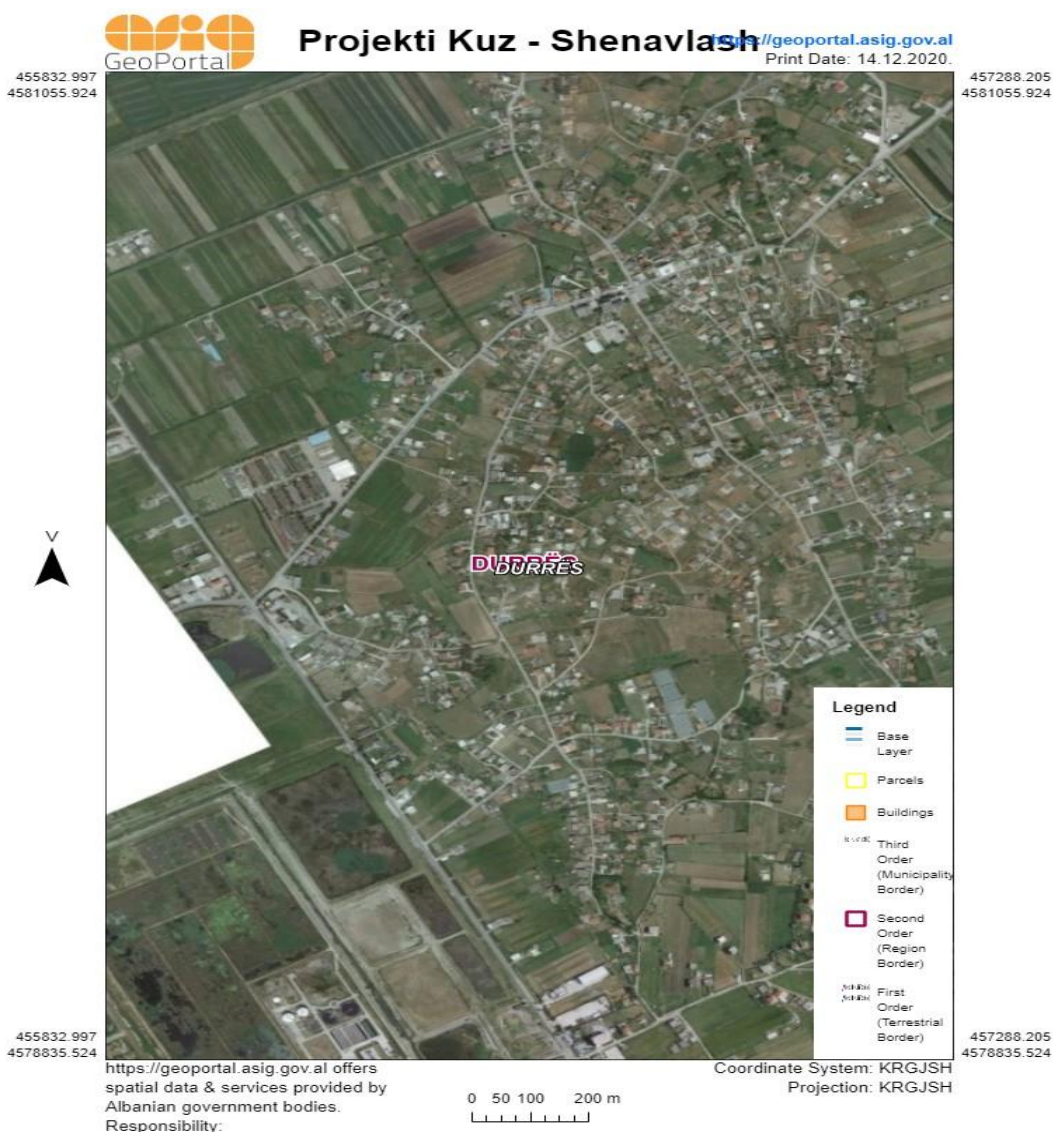 asig
GeoPortal
Projekti Kuz - Shenavlash
https://geoportal.asig.gov.al
Print Date: 14.12.2020.
455832.997
4581055.924
457288.205
4581055.924
V
DURRËS
DURRËS
Legend
Base
Layer
Parcels
Buildings
Third
Order
(Municipality
Border)
Second
Order
(Region
Border)
First
Order
(Terrestrial
Border)
455832.997
4578835.524
457288.205
4578835.524
https://geoportal.asig.gov.al offers
spatial data & services provided by
Albanian government bodies.
Responsibility:
0 50 100 200 m
Coordinate System: KRGJSH
Projection: KRGJSH